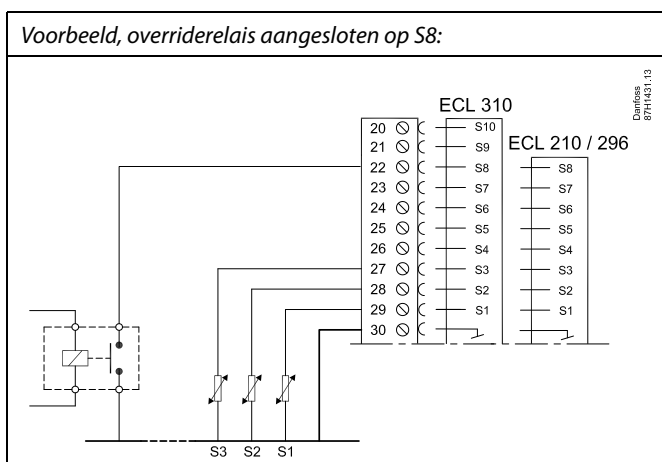 Voorbeeld, overriderelais aangesloten op S8:
Danfoss
87H1431.13
ECL 310
ECL 210 / 296
20 S10
21 S9
22 S8 S8
23 S7 S7
24 S6 S6
25 S5 S5
26 S4 S4
27 S3 S3
28 S2 S2
29 S1 S1
30
S3 S2 S1